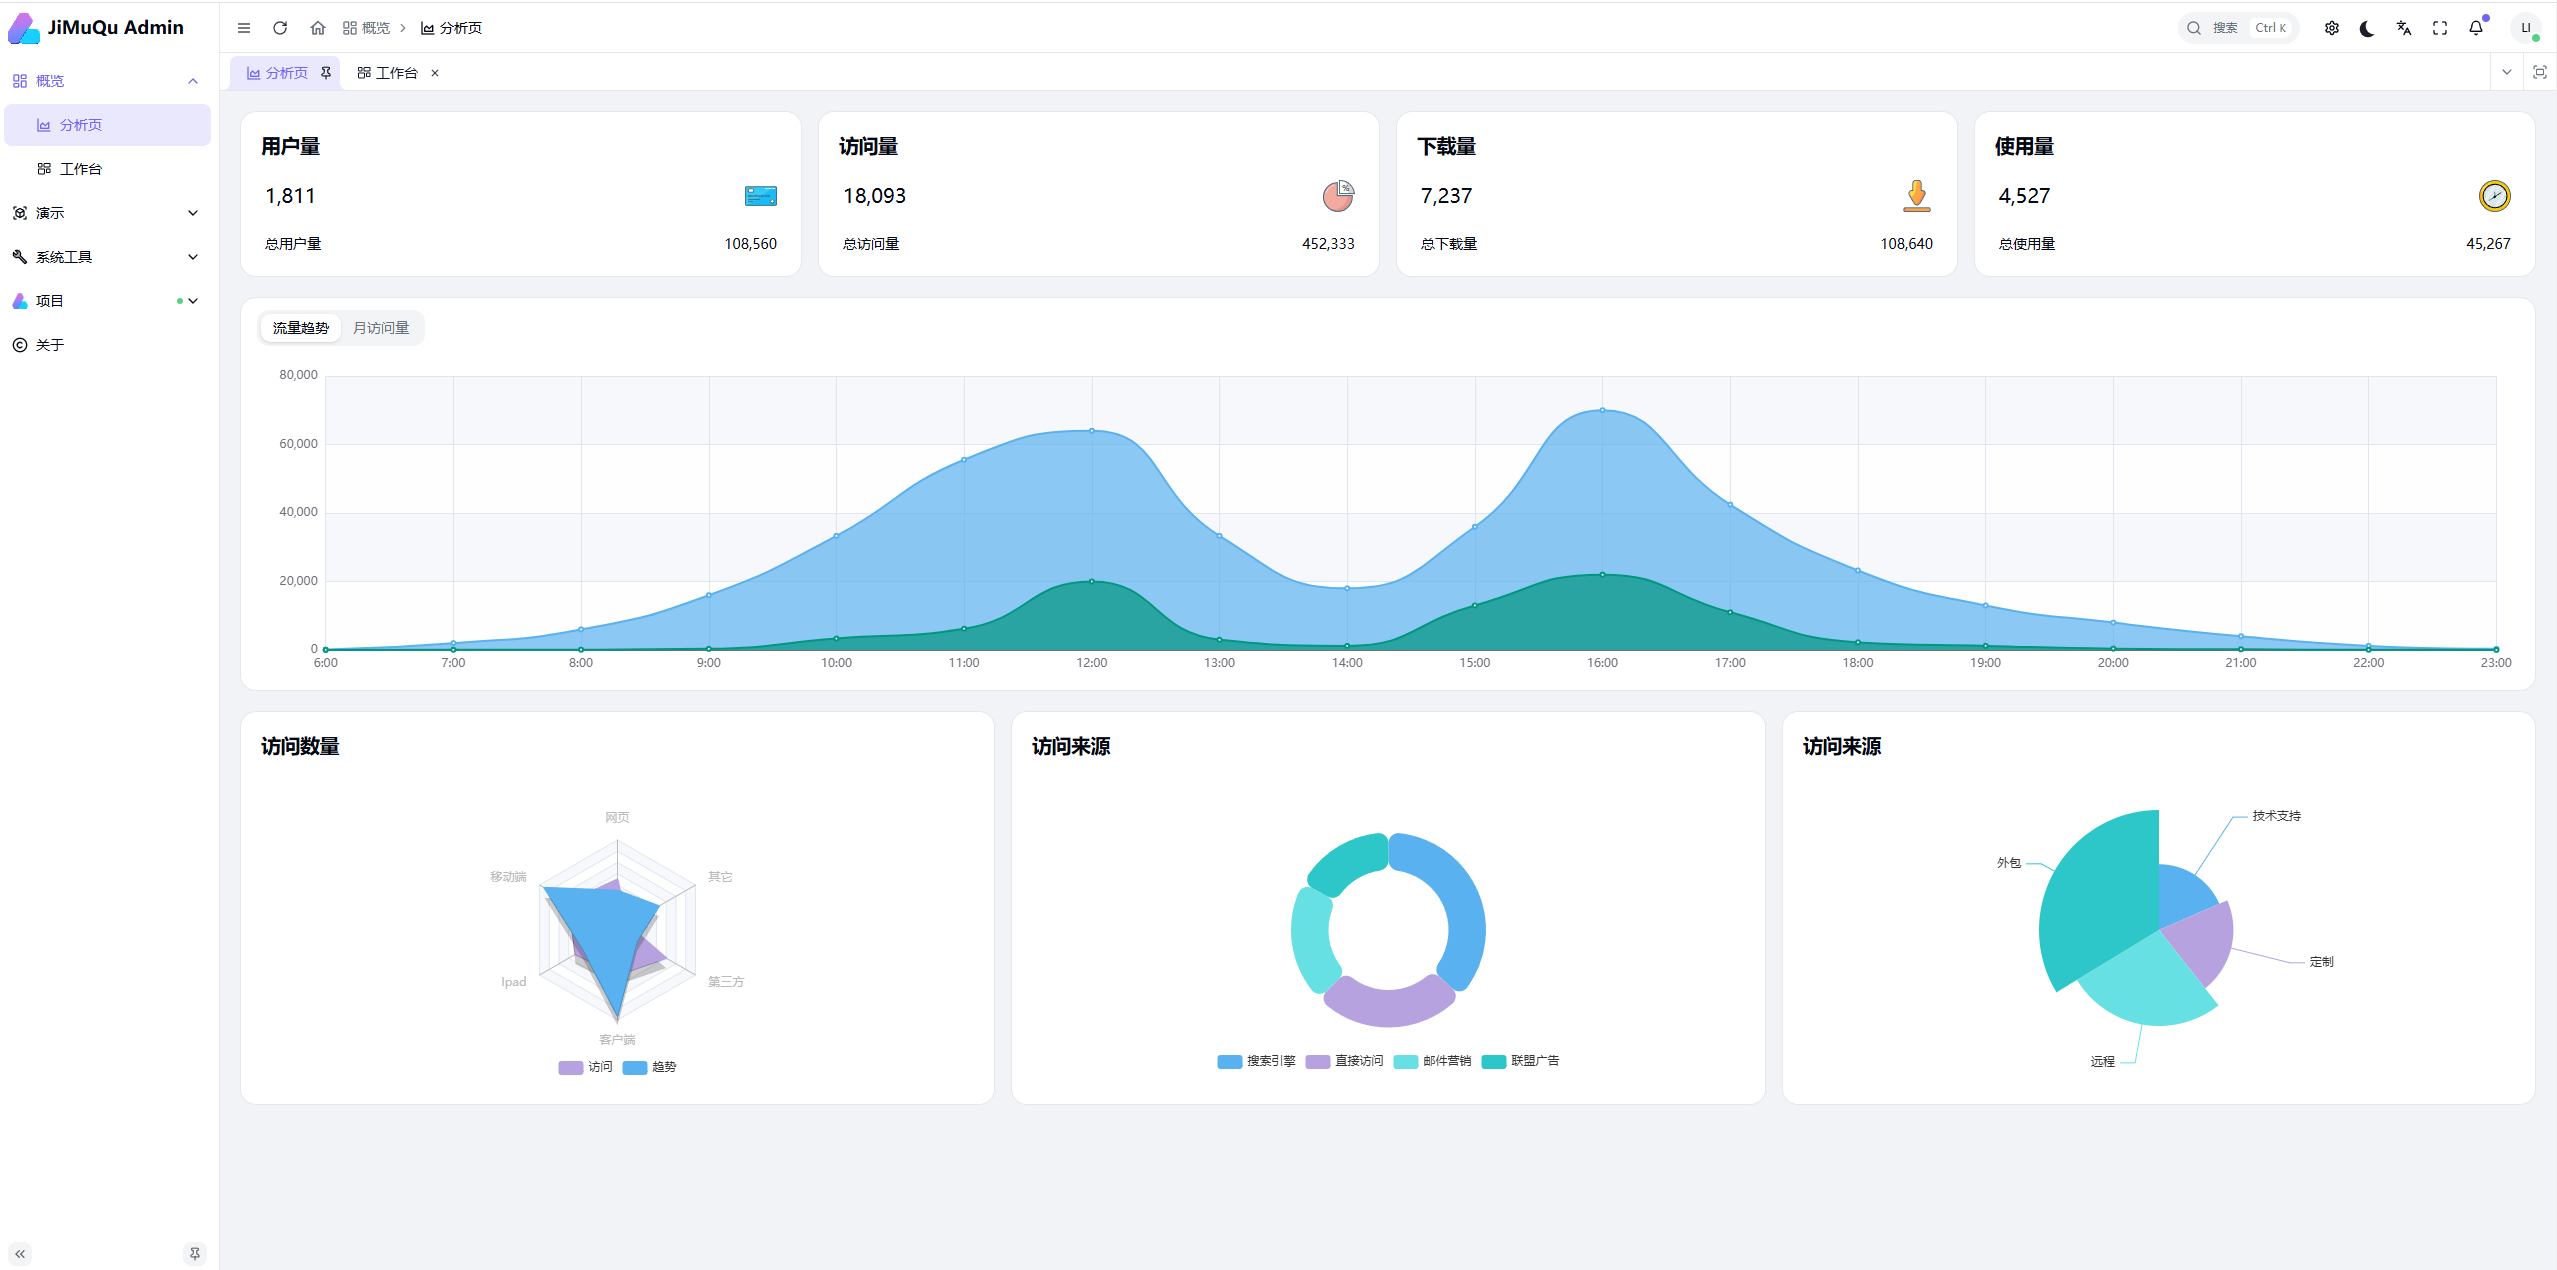 JiMuQu Admin
概览
分析页
工作台
演示
系统工具
项目
关于
概览
分析页
搜索 Ctrl K
LI
分析页
工作台
用户量
1,811
总用户量 108,560
访问量
18,093
%
总访问量 452,333
下载量
7,237
总下载量 108,640
使用量
4,527
总使用量 45,267
流量趋势 月访问量
80,000
60,000
40,000
20,000
0
6:00 7:00 8:00 9:00 10:00 11:00 12:00 13:00 14:00 15:00 16:00 17:00 18:00 19:00 20:00 21:00 22:00 23:00
访问数量
网页
移动端 其它
Ipad 第三方
客户端
访问 趋势
访问来源
搜索引擎 直接访问 邮件营销 联盟广告
访问来源
技术支持
外包
定制
远程